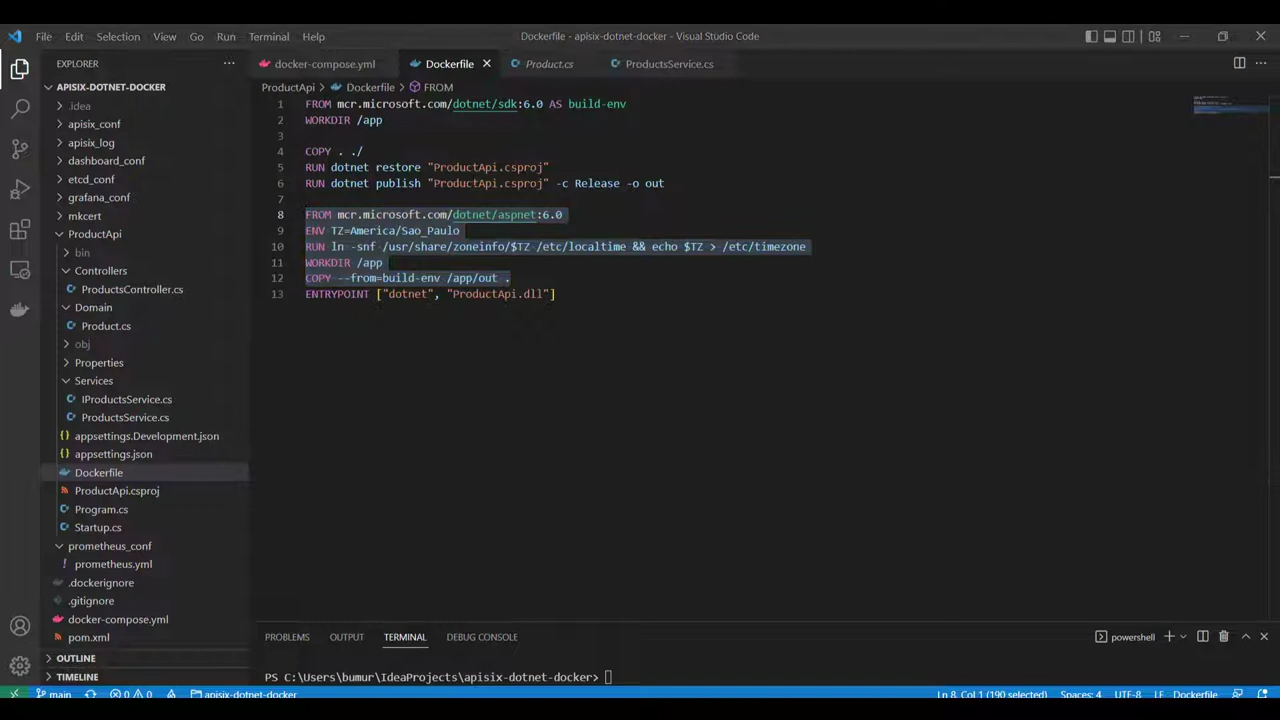 File Edit Selection View Go Run Terminal Help
Dockerfile - apisix-dotnet-docker - Visual Studio Code
EXPLORER
docker-compose.yml
Dockerfile
Product.cs
ProductsService.cs
APISIX-DOTNET-DOCKER
.idea
apisix_conf
apisix_log
dashboard_conf
etcd_conf
grafana_conf
mkcert
ProductApi
bin
Controllers
ProductsController.cs
Domain
Product.cs
obj
Properties
Services
IProductsService.cs
ProductsService.cs
appsettings.Development.json
appsettings.json
Dockerfile
ProductApi.csproj
Program.cs
Startup.cs
prometheus_conf
prometheus.yml
.dockerignore
.gitignore
docker-compose.yml
pom.xml
OUTLINE
TIMELINE
ProductApi > Dockerfile > FROM
1 FROM mcr.microsoft.com/dotnet/sdk:6.0 AS build-env
2 WORKDIR /app
3
4 COPY . ./
5 RUN dotnet restore "ProductApi.csproj"
6 RUN dotnet publish "ProductApi.csproj" -c Release -o out
7
8 FROM mcr.microsoft.com/dotnet/aspnet:6.0
9 ENV TZ=America/Sao_Paulo
10 RUN ln -snf /usr/share/zoneinfo/$TZ /etc/localtime && echo $TZ > /etc/timezone
11 WORKDIR /app
12 COPY --from=build-env /app/out .
13 ENTRYPOINT ["dotnet", "ProductApi.dll"]
PROBLEMS OUTPUT TERMINAL DEBUG CONSOLE
powershell
PS C:\Users\bumur\IdeaProjects\apisix-dotnet-docker>
main 0 0 apisix-dotnet-docker
Ln 8, Col 1 (190 selected) Spaces: 4 UTF-8 LF Dockerfile